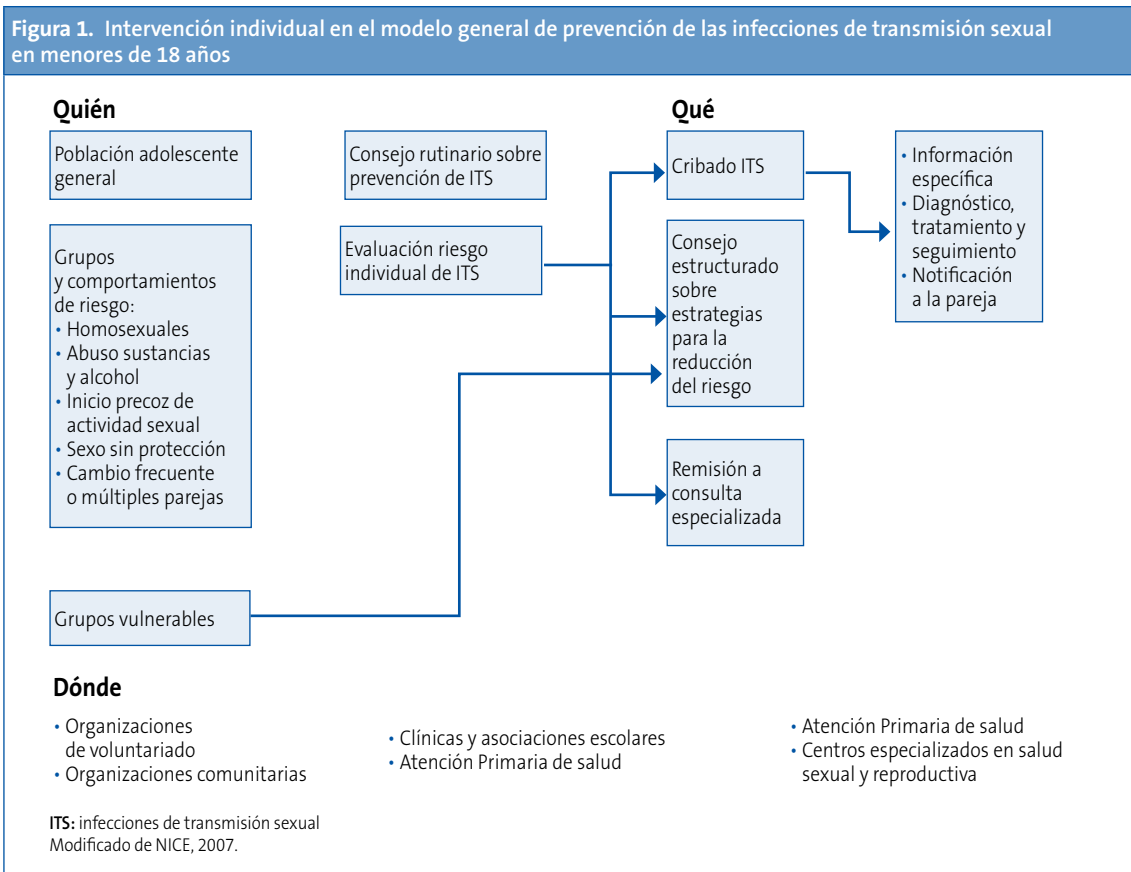 Figura 1. Intervención individual en el modelo general de prevención de las infecciones de transmisión sexual
en menores de 18 años
Quién
Población adolescente
general
Grupos
y comportamientos
de riesgo:
• Homosexuales
• Abuso sustancias
y alcohol
• Inicio precoz de
actividad sexual
• Sexo sin protección
• Cambio frecuente
o múltiples parejas
Grupos vulnerables
Consejo rutinario sobre
prevención de ITS
Evaluación riesgo
individual de ITS
Qué
Cribado ITS
Consejo
estructurado
sobre
estrategias
para la
reducción
del riesgo
Remisión a
consulta
especializada
• Información
específica
• Diagnóstico,
tratamiento y
seguimiento
• Notificación
a la pareja
Dónde
• Organizaciones
de voluntariado
• Organizaciones comunitarias
• Clínicas y asociaciones escolares
• Atención Primaria de salud
• Atención Primaria de salud
• Centros especializados en salud
sexual y reproductiva
ITS: infecciones de transmisión sexual
Modificado de NICE, 2007.